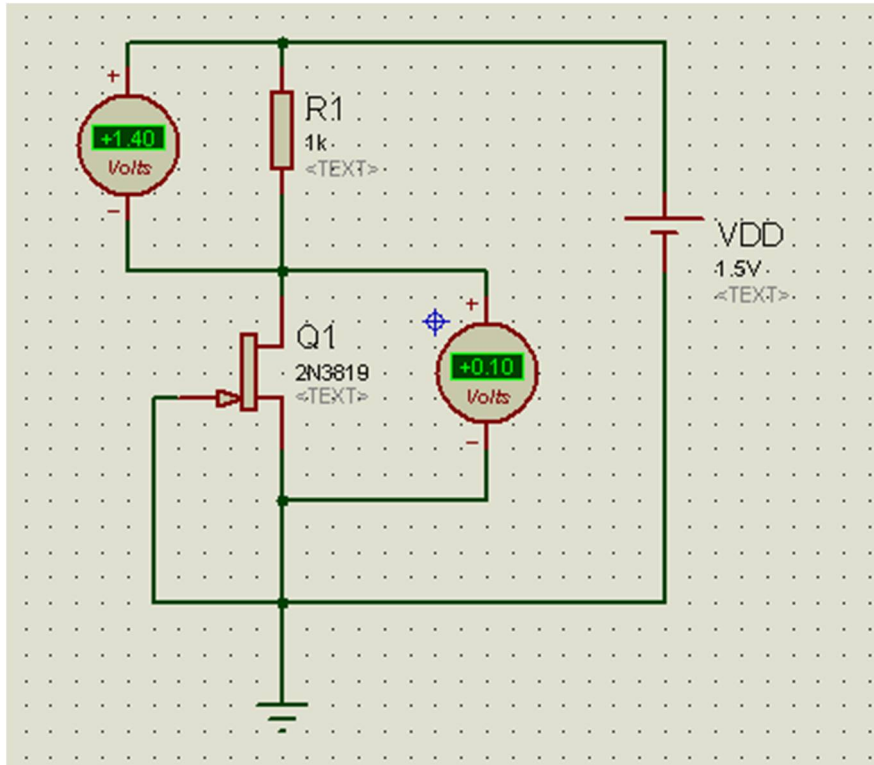 +
+1.40
Volts
−
R1
1k
<TEXT>
VDD
1.5V
<TEXT>
Q1
2N3819
<TEXT>
+
+0.10
Volts
−